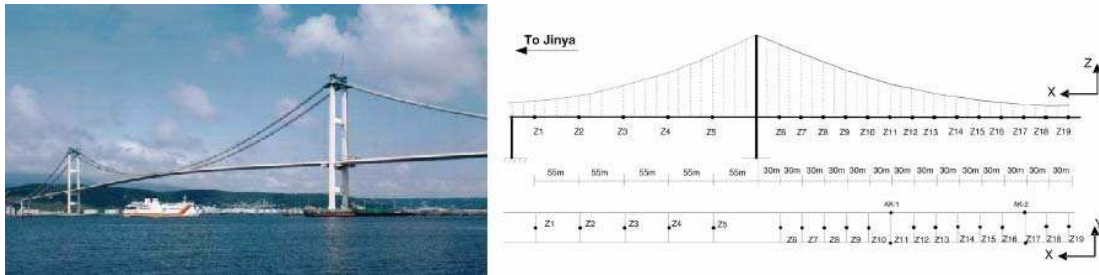 To Jinya
Z
X
Z1 Z2 Z3 Z4 Z5 Z6 Z7 Z8 Z9 Z10 Z11 Z12 Z13 Z14 Z15 Z16 Z17 Z18 Z19
55m 55m 55m 55m 55m 30m 30m 30m 30m 30m 30m 30m 30m 30m 30m 30m 30m 30m 30m
AK-1 AK-2
Z1 Z2 Z3 Z4 Z5 Z6 Z7 Z8 Z9 Z10 Z11 Z12 Z13 Z14 Z15 Z16 Z17 Z18 Z19
X